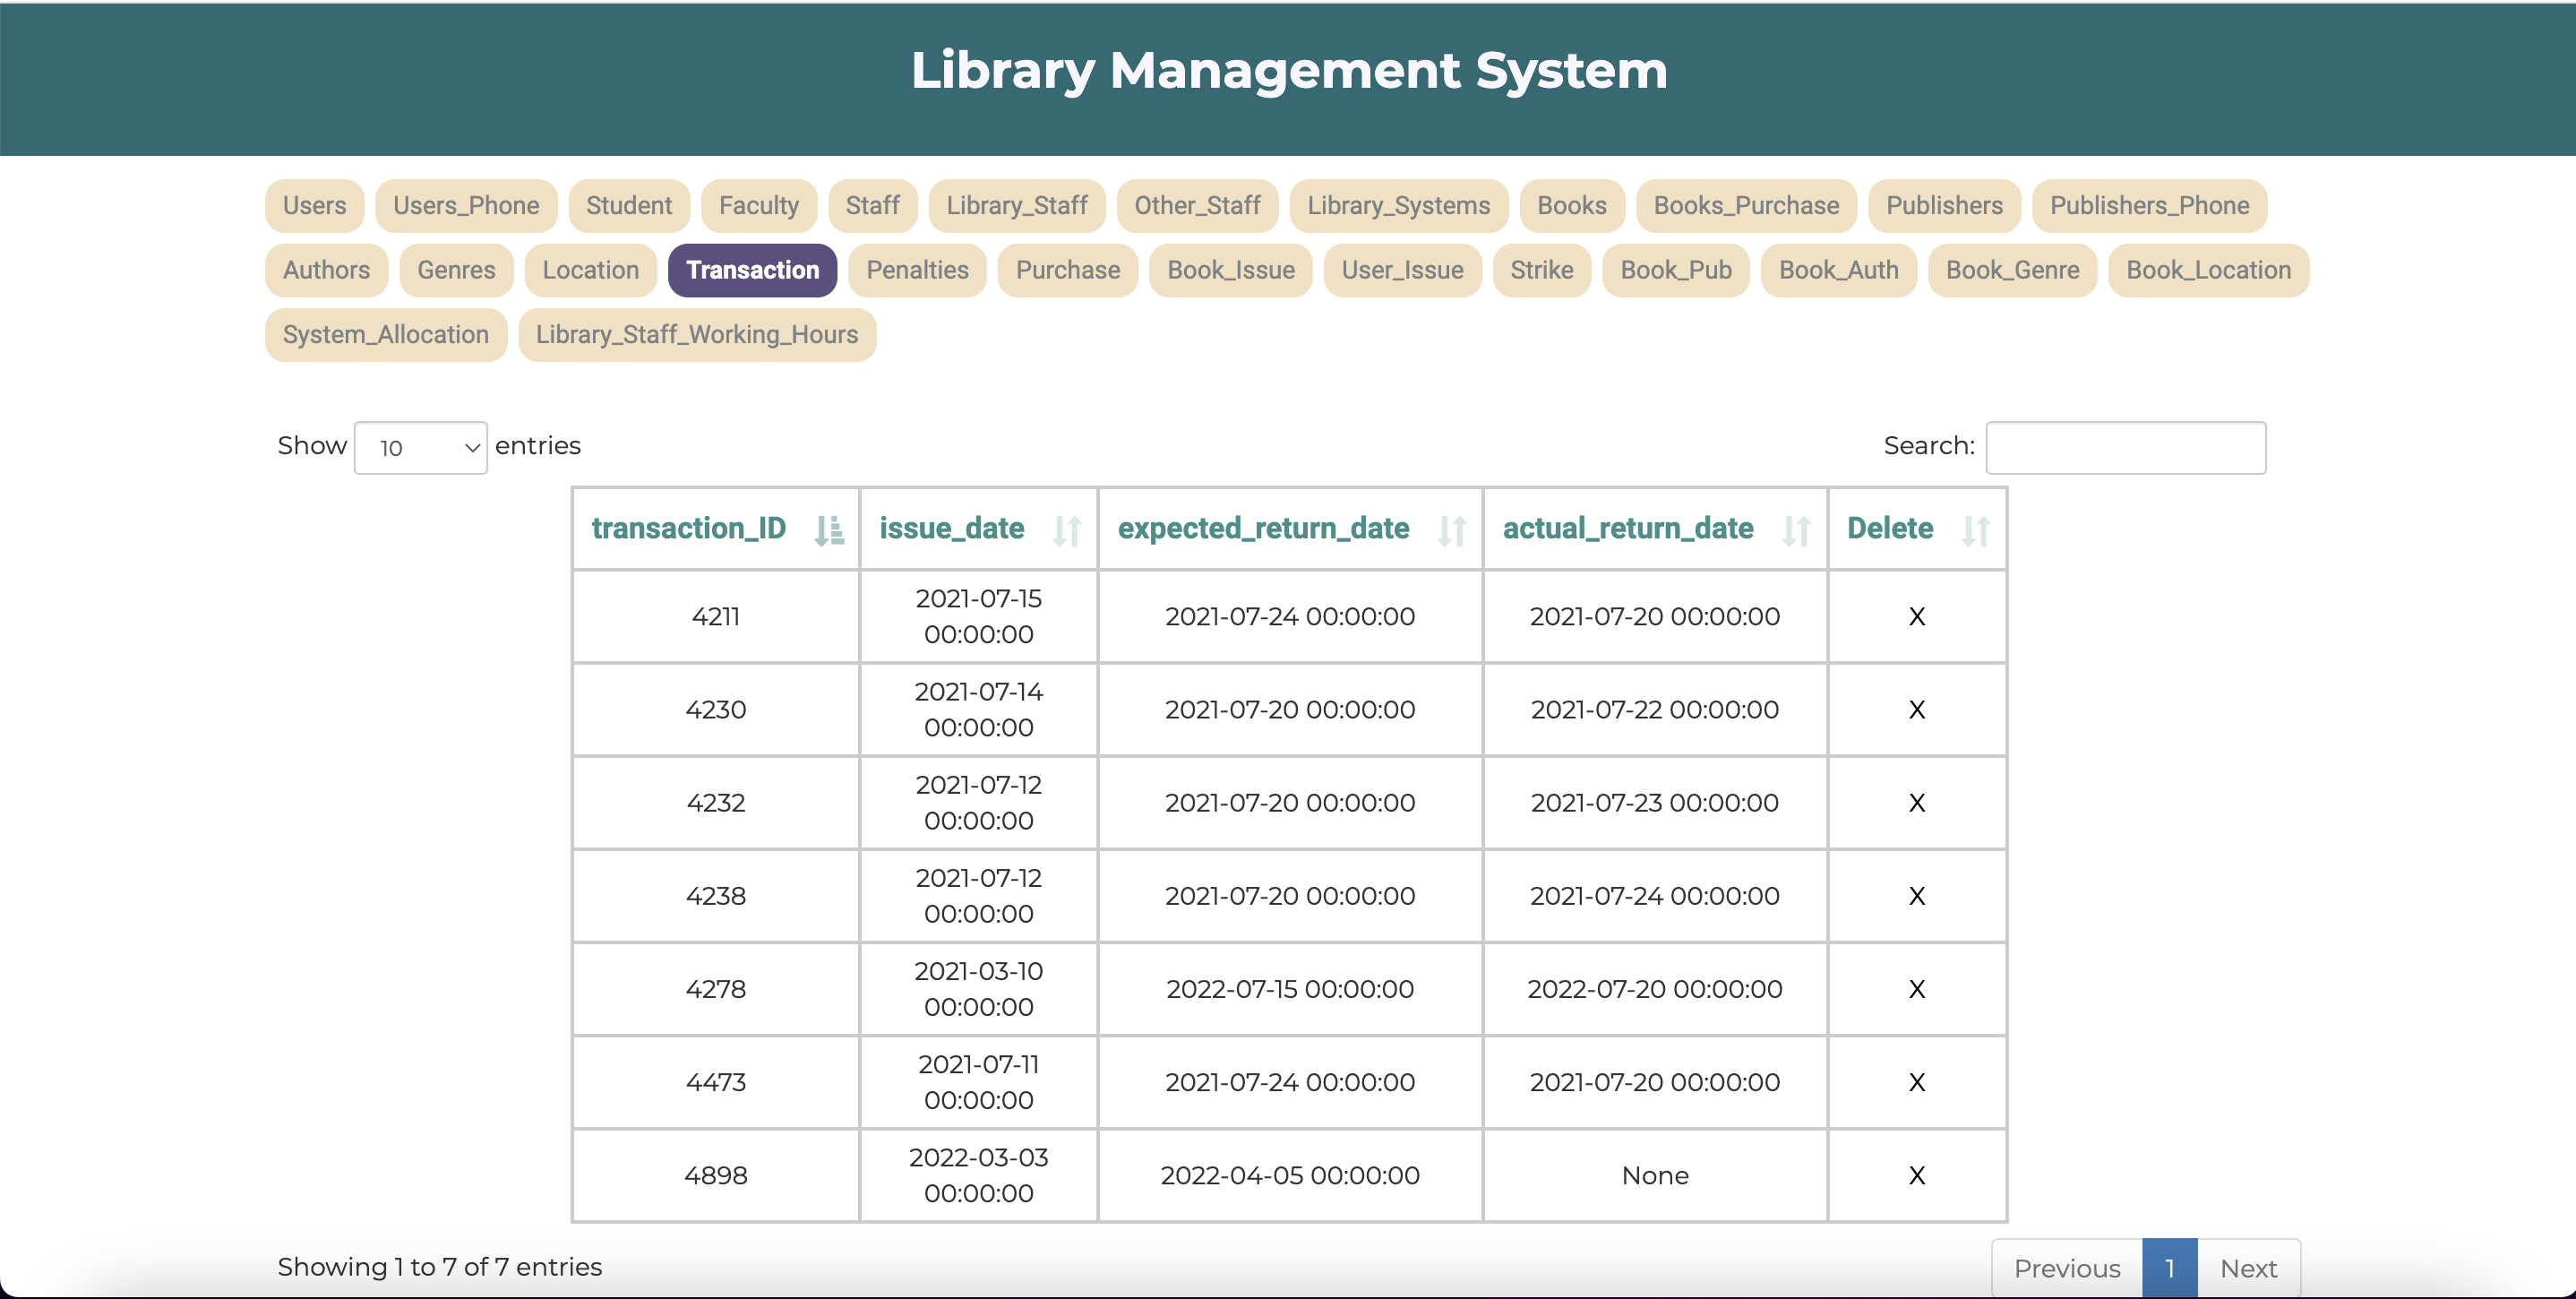 Library Management System
Users Users_Phone Student Faculty Staff Library_Staff Other_Staff Library_Systems Books Books_Purchase Publishers Publishers_Phone
Authors Genres Location Transaction Penalties Purchase Book_Issue User_Issue Strike Book_Pub Book_Auth Book_Genre Book_Location
System_Allocation Library_Staff_Working_Hours
Show 10 entries Search:
transaction_ID issue_date expected_return_date actual_return_date Delete
4211 2021-07-15 00:00:00 2021-07-24 00:00:00 2021-07-20 00:00:00 X
4230 2021-07-14 00:00:00 2021-07-20 00:00:00 2021-07-22 00:00:00 X
4232 2021-07-12 00:00:00 2021-07-20 00:00:00 2021-07-23 00:00:00 X
4238 2021-07-12 00:00:00 2021-07-20 00:00:00 2021-07-24 00:00:00 X
4278 2021-03-10 00:00:00 2022-07-15 00:00:00 2022-07-20 00:00:00 X
4473 2021-07-11 00:00:00 2021-07-24 00:00:00 2021-07-20 00:00:00 X
4898 2022-03-03 00:00:00 2022-04-05 00:00:00 None X
Showing 1 to 7 of 7 entries Previous 1 Next